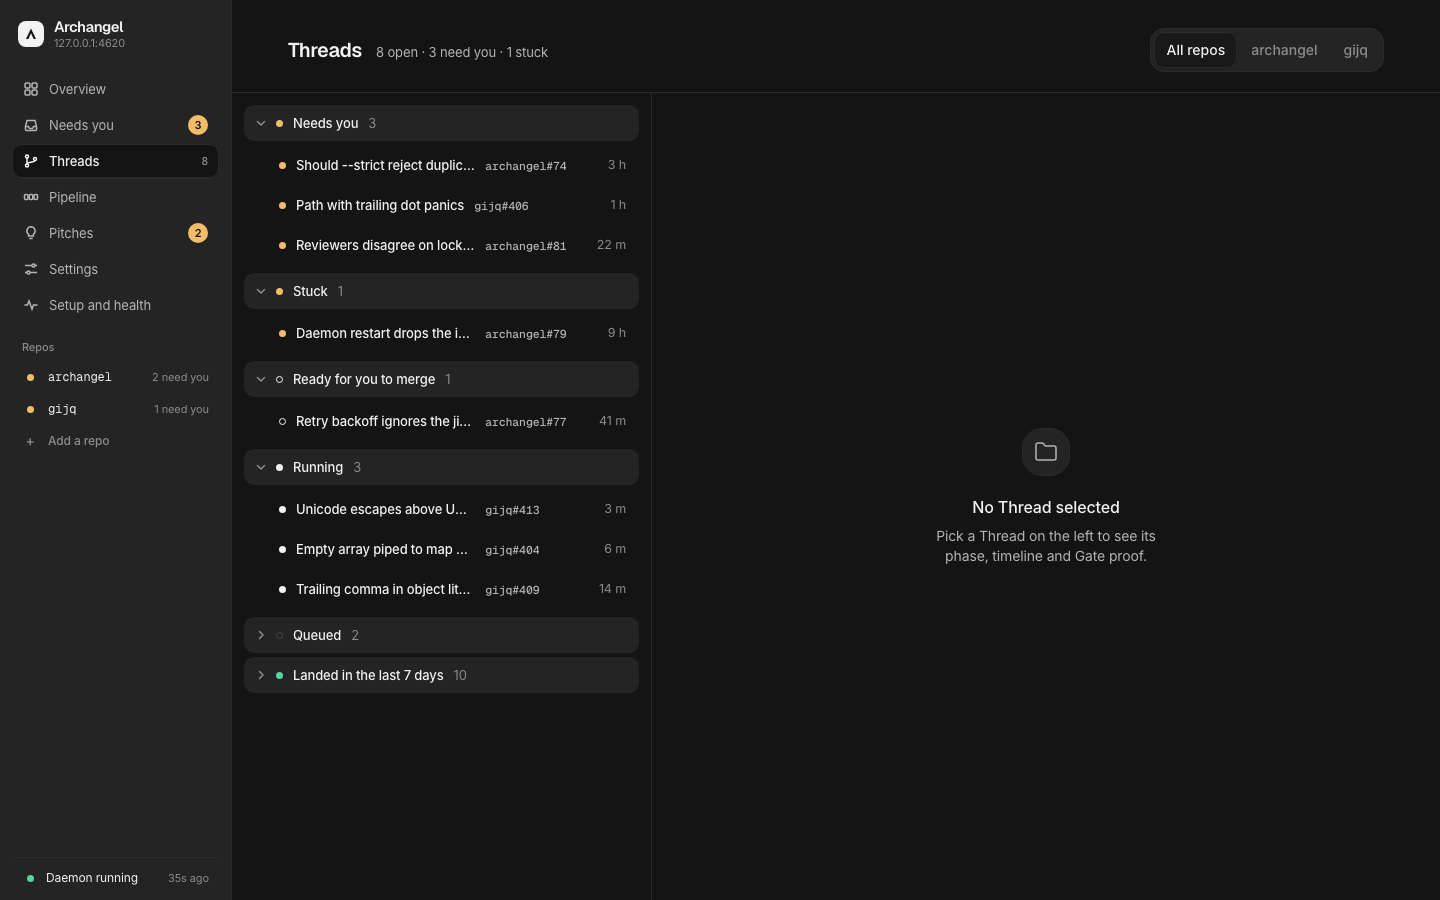 Archangel
127.0.0.1:4620
Overview
Needs you 3
Threads 8
Pipeline
Pitches 2
Settings
Setup and health
Repos
archangel 2 need you
gijq 1 need you
+ Add a repo
Daemon running 35s ago
Threads 8 open · 3 need you · 1 stuck
All repos archangel gijq
Needs you 3
Should --strict reject duplic... archangel#74 3 h
Path with trailing dot panics gijq#406 1 h
Reviewers disagree on lock... archangel#81 22 m
Stuck 1
Daemon restart drops the i... archangel#79 9 h
Ready for you to merge 1
Retry backoff ignores the ji... archangel#77 41 m
Running 3
Unicode escapes above U... gijq#413 3 m
Empty array piped to map ... gijq#404 6 m
Trailing comma in object lit... gijq#409 14 m
Queued 2
Landed in the last 7 days 10
No Thread selected
Pick a Thread on the left to see its
phase, timeline and Gate proof.